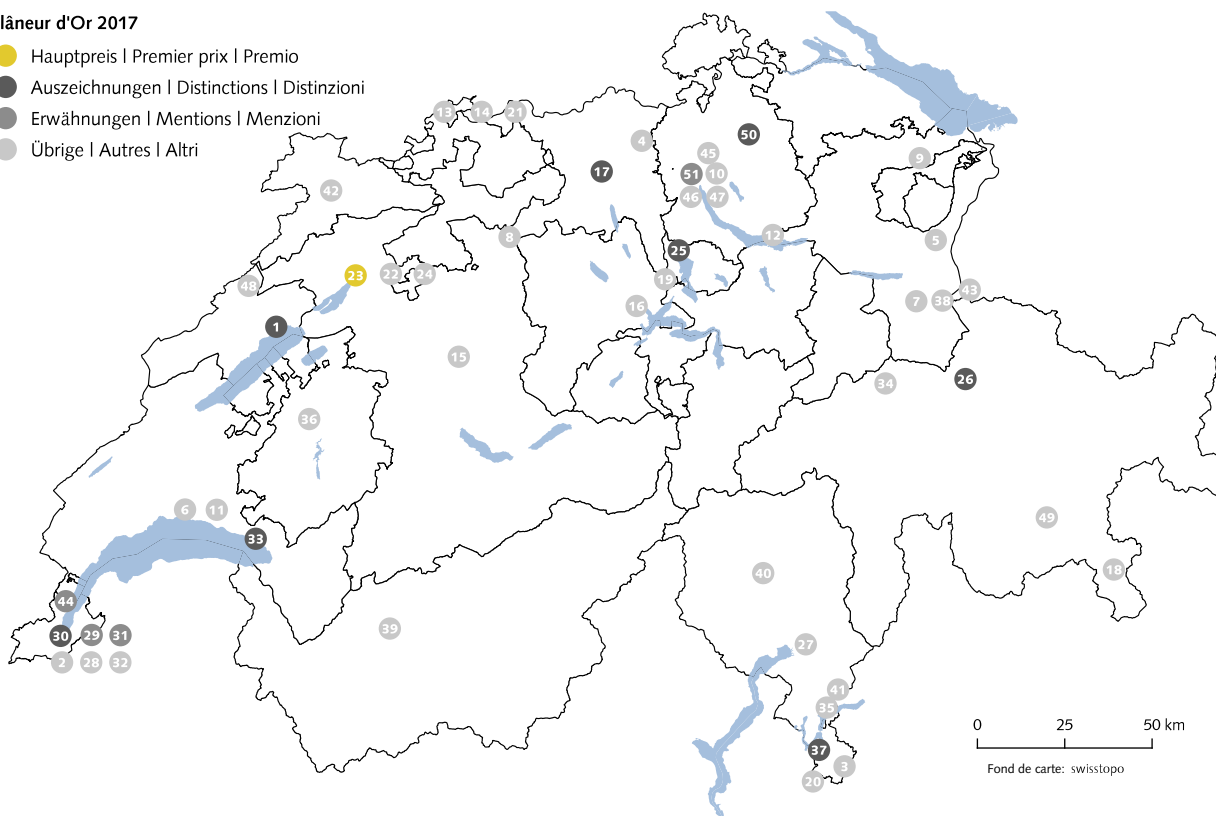 lâneur d'Or 2017
Hauptpreis | Premier prix | Premio
Auszeichnungen | Distinctions | Distinzioni
Erwähnungen | Mentions | Menzioni
Übrige | Autres | Altri
13 14 21
4 50
45 9
17 51 10
42 46 47
8 12 5
25
23 22 24 19
48 43
16 7 38
1
15
34 26
36
6 11 49
33
40 18
44
39
30 29 31
27
2 28 32
41
35
37
3
20
0 25 50 km
Fond de carte: swisstopo